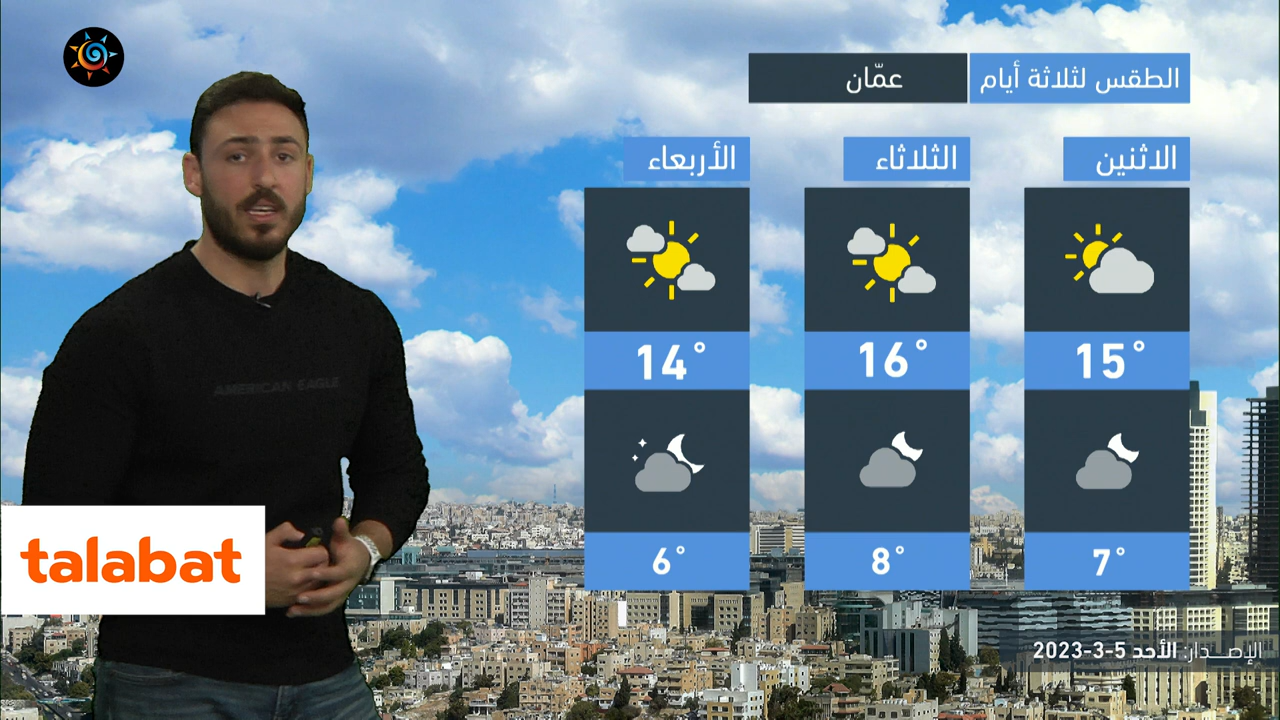 الطقس لثلاثة أيام
عمّان
الاثنين
الثلاثاء
الأربعاء
15°
16°
14°
7°
8°
6°
AMERICAN EAGLE
talabat
الإصــدار: الأحد 5-3-2023